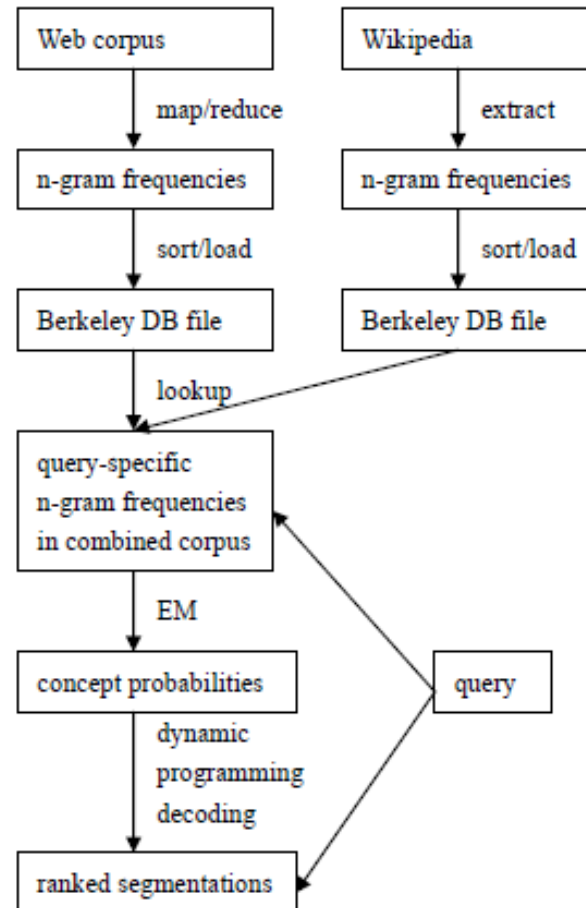 Web corpus
Wikipedia
map/reduce
extract
n-gram frequencies
n-gram frequencies
sort/load
sort/load
Berkeley DB file
Berkeley DB file
lookup
query-specific
n-gram frequencies
in combined corpus
EM
concept probabilities
query
dynamic
programming
decoding
ranked segmentations